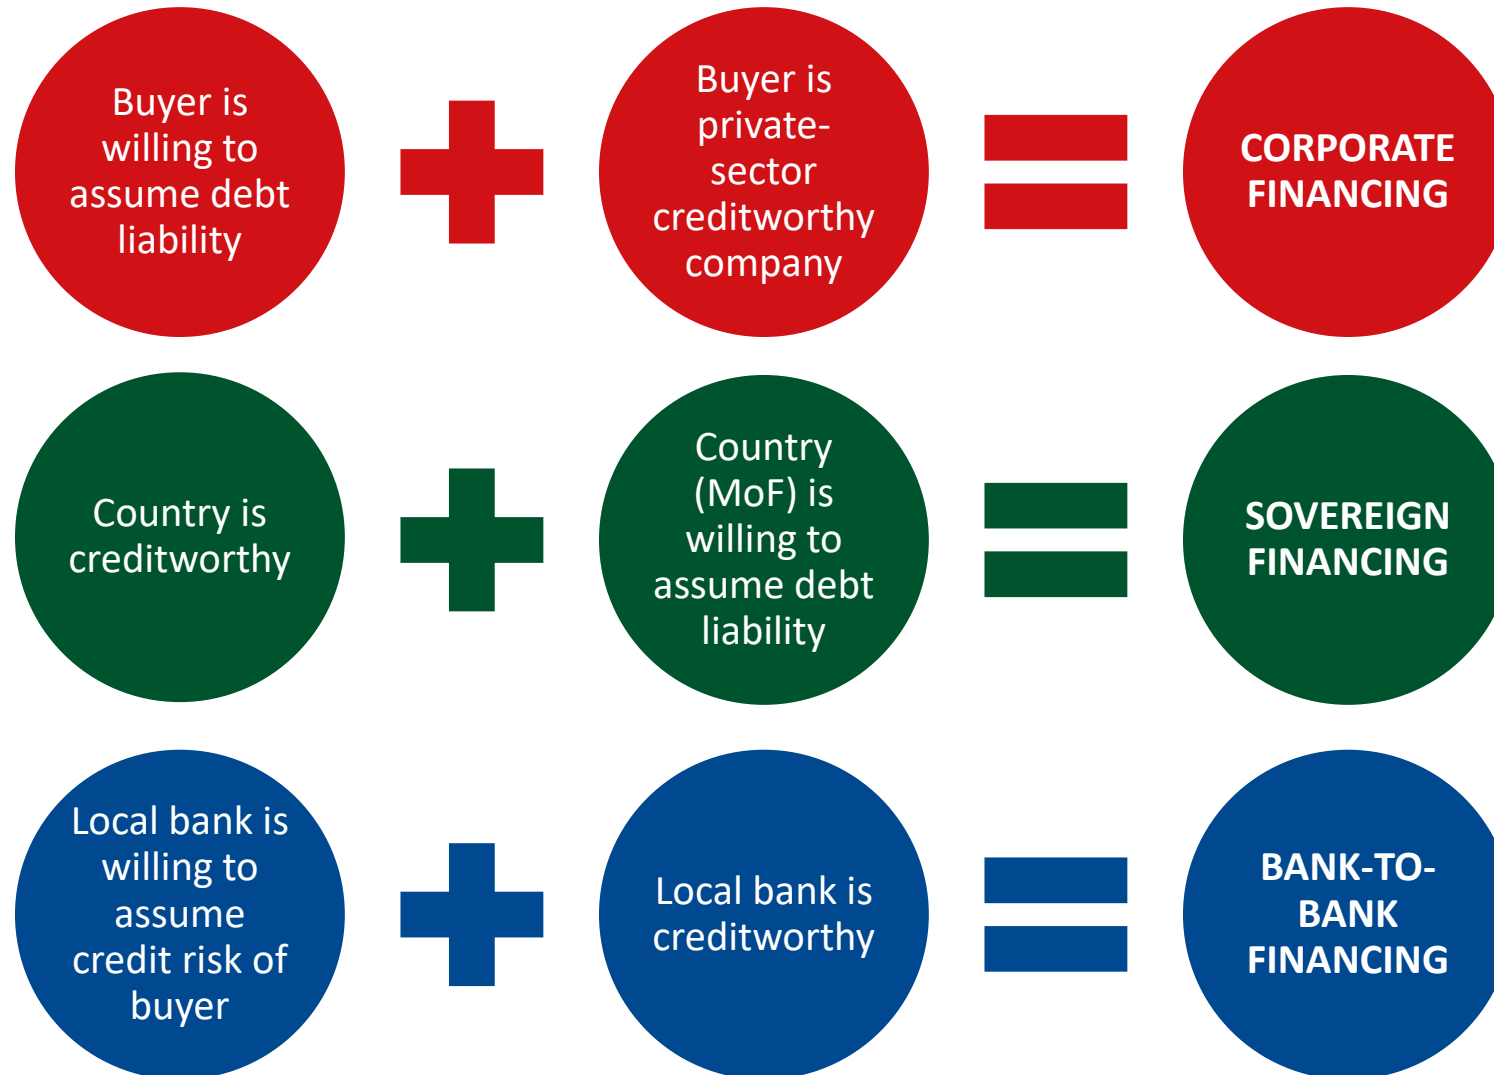 Buyer is
willing to
assume debt
liability
Buyer is
private-
sector
creditworthy
company
CORPORATE
FINANCING
Country is
creditworthy
Country
(MoF) is
willing to
assume debt
liability
SOVEREIGN
FINANCING
Local bank is
willing to
assume
credit risk of
buyer
Local bank is
creditworthy
BANK-TO-
BANK
FINANCING